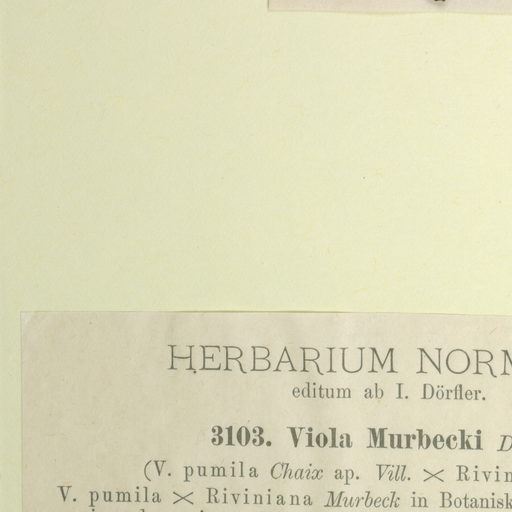 HERBARIUM NORM
editum ab I. Dörfler.
3103. Viola Murbecki D
(V. pumila Chaix ap. Vill. × Rivin
V. pumila × Riviniana Murbeck in Botanisk